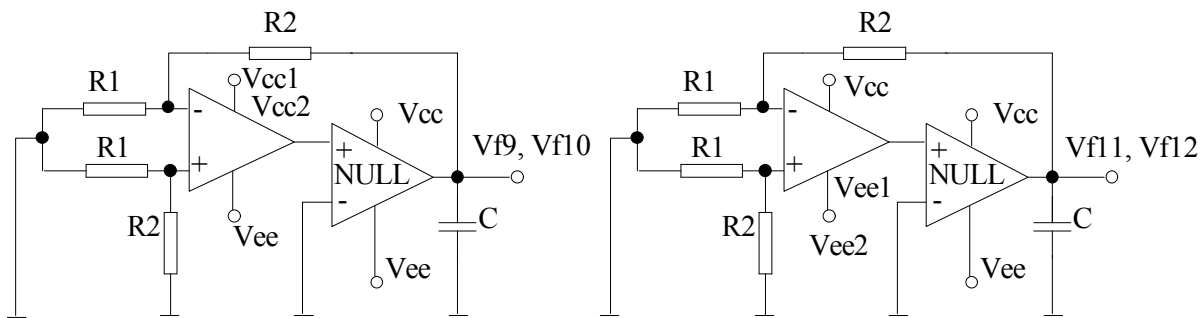 R2
R1
Vcc1
Vcc2
-
Vcc
R1
+
+
NULL
-
Vf9, Vf10
R2
Vee
C
Vee
R2
R1
Vcc
-
Vcc
R1
+
+
NULL
-
Vf11, Vf12
Vee1
R2
Vee2
C
Vee